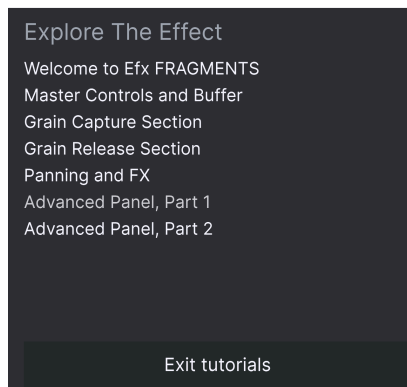 Explore The Effect
Welcome to Efx FRAGMENTS
Master Controls and Buffer
Grain Capture Section
Grain Release Section
Panning and FX
Advanced Panel, Part 1
Advanced Panel, Part 2
Exit tutorials